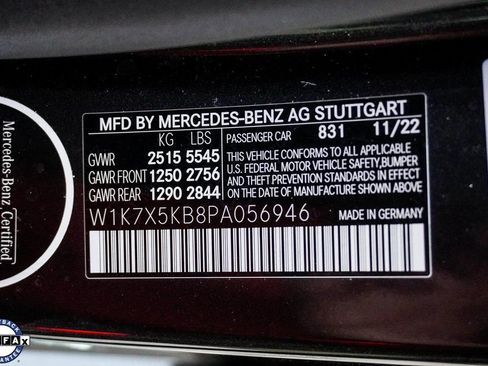 MFD BY MERCEDES-BENZ AG STUTTGART
KG LBS PASSENGER CAR 831 11/22
GVWR 2515 5545
GAWR FRONT 1250 2756
GAWR REAR 1290 2844
THIS VEHICLE CONFORMS TO ALL APPLICABLE
U.S. FEDERAL MOTOR VEHICLE SAFETY, BUMPER
AND THEFT PREVENTION STANDARDS IN EFFECT
ON THE DATE OF MANUFACTURE SHOWN ABOVE.
W1K7X5KB8PA056946 MADE IN GERMANY
Mercedes-Benz
Certified